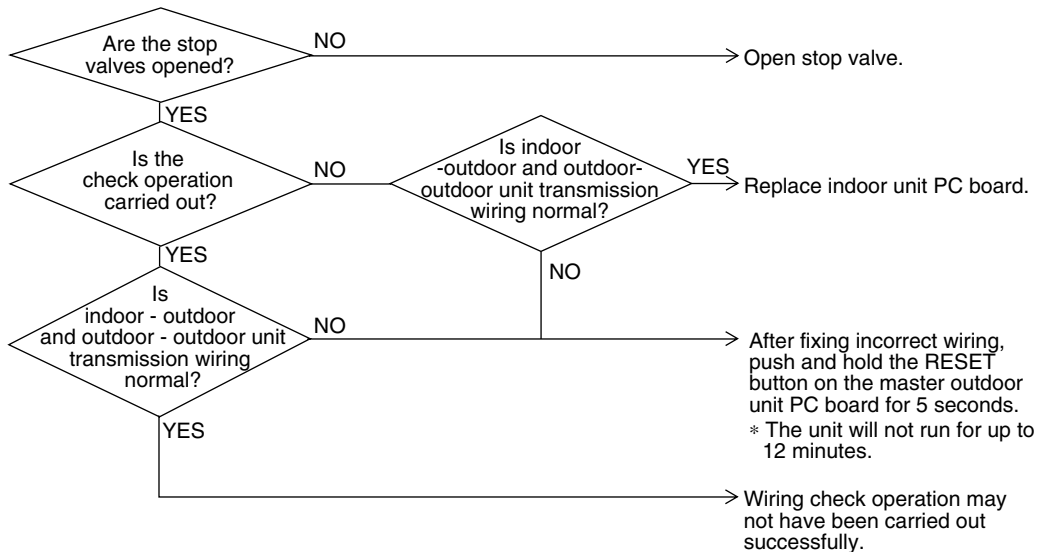 Are the stop
valves opened?
NO
Open stop valve.
YES
Is the
check operation
carried out?
NO
Is indoor
-outdoor and outdoor-
outdoor unit transmission
wiring normal?
YES
Replace indoor unit PC board.
YES
NO
Is
indoor - outdoor
and outdoor - outdoor unit
transmission wiring
normal?
NO
After fixing incorrect wiring,
push and hold the RESET
button on the master outdoor
unit PC board for 5 seconds.
* The unit will not run for up to
12 minutes.
YES
Wiring check operation may
not have been carried out
successfully.